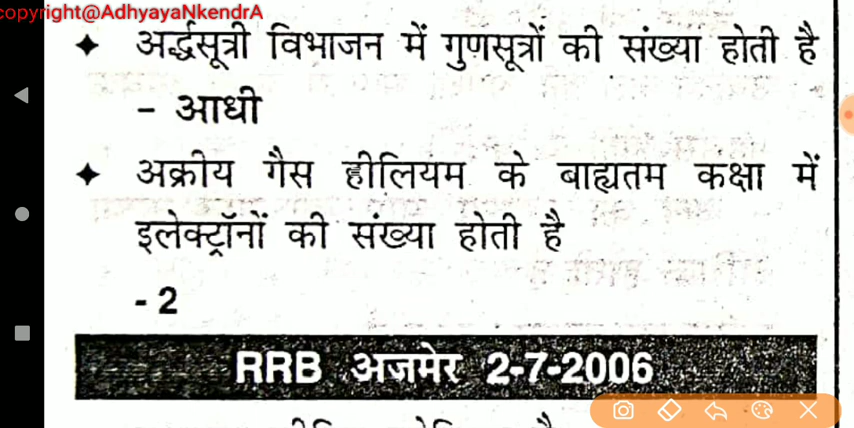 copyright@AdhyayaNkendrA
✦ अर्द्धसूत्री विभाजन में गुणसूत्रों की संख्या होती है
- आधी
✦ अक्रीय गैस हीलियम के बाह्यतम कक्षा में
इलेक्ट्रॉनों की संख्या होती है
- 2
RRB अजमेर 2-7-2006